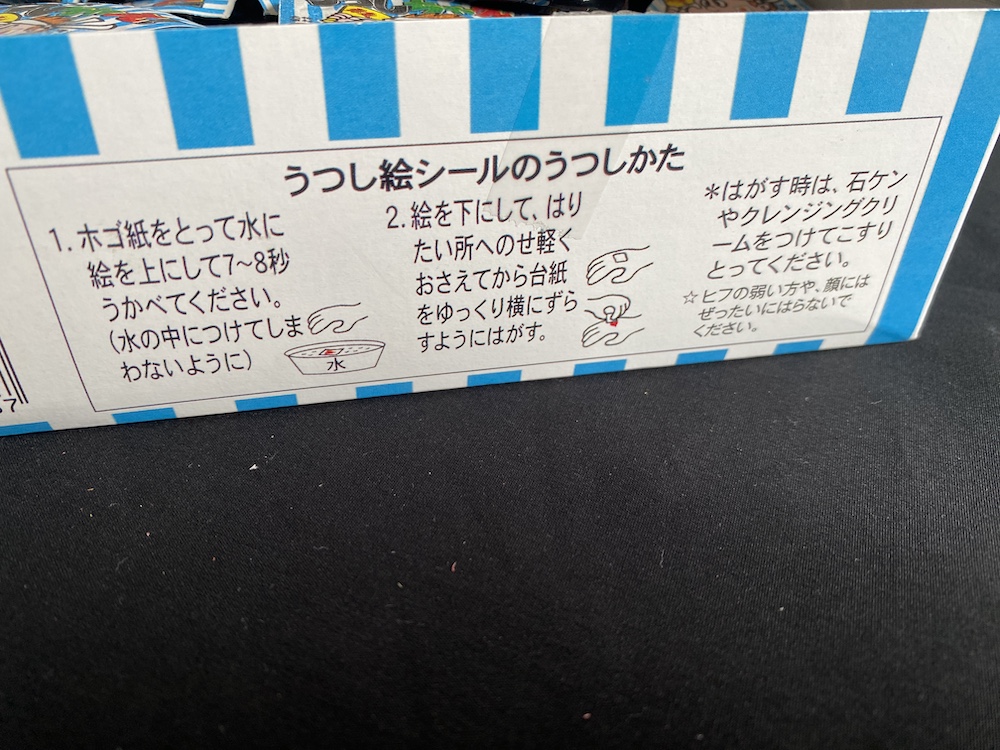 うつし絵シールのうつしかた
1. ホゴ紙をとって水に
絵を上にして7~8秒
うかべてください。
(水の中につけてしま
わないように)
水
2. 絵を下にして、はり
たい所へのせ軽く
おさえてから台紙
をゆっくり横にずら
すようにはがす。
*はがす時は、石ケン
やクレンジングクリ
ームをつけてこすり
とってください。
☆ヒフの弱い方や、顔には
ぜったいにはらないで
ください。
7